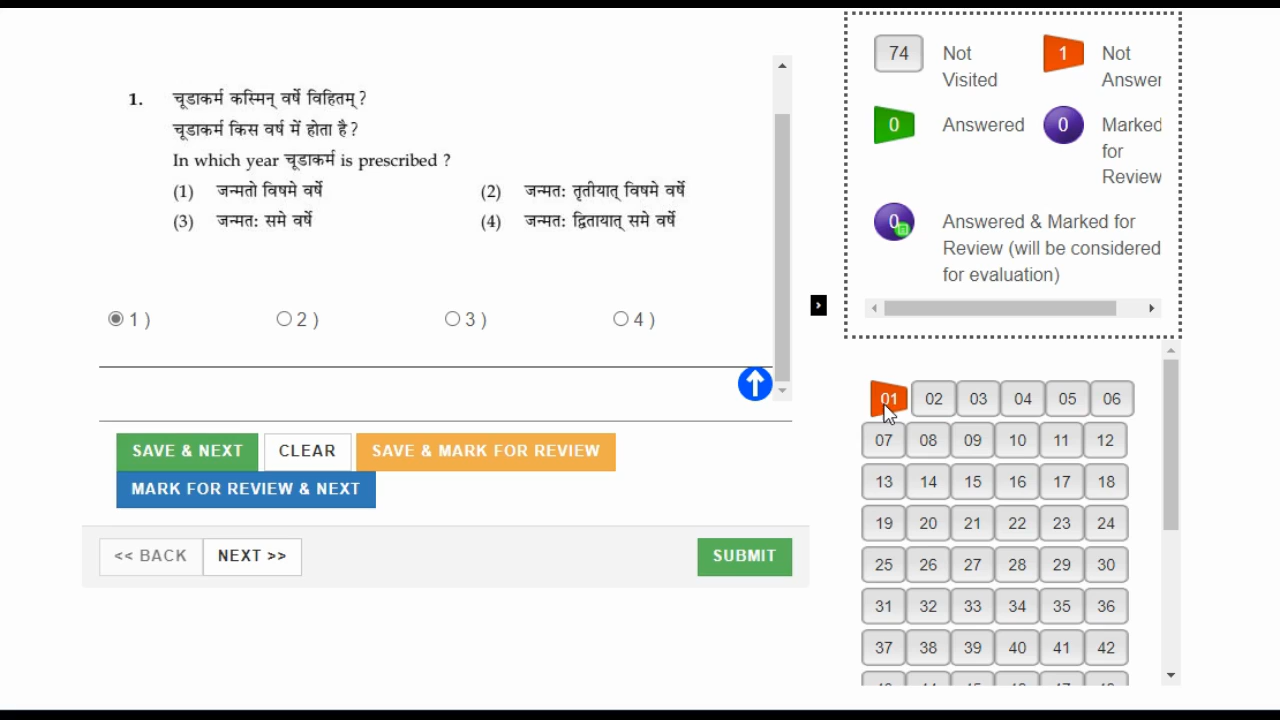 1. चूडाकर्म कस्मिन् वर्षे विहितम् ?
चूडाकर्म किस वर्ष में होता है ?
In which year चूडाकर्म is prescribed ?
(1) जन्मतो विषमे वर्षे (2) जन्मतः तृतीयात् विषमे वर्षे
(3) जन्मतः समे वर्षे (4) जन्मतः द्वितायात् समे वर्षे
1 ) 2 ) 3 ) 4 )
SAVE & NEXT CLEAR SAVE & MARK FOR REVIEW
MARK FOR REVIEW & NEXT
<< BACK NEXT >> SUBMIT
74 Not Visited 1 Not Answer
0 Answered 0 Marked for Review
0 Answered & Marked for
Review (will be considered
for evaluation)
01 02 03 04 05 06
07 08 09 10 11 12
13 14 15 16 17 18
19 20 21 22 23 24
25 26 27 28 29 30
31 32 33 34 35 36
37 38 39 40 41 42